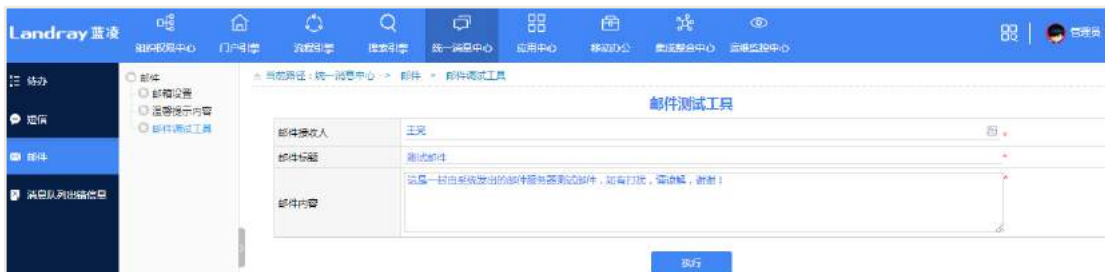 Landray 蓝凌
组织权限中心 门户引擎 流程引擎 搜索引擎 统一消息中心 应用中心 移动办公 集成整合中心 运维监控中心
管理员
待办
短信
邮件
消息队列出错信息
邮件
邮箱设置
温馨提示内容
邮件调试工具
当前路径：统一消息中心 > 邮件 > 邮件调试工具
邮件测试工具
邮件接收人 王亮 *
邮件标题 测试邮件 *
邮件内容 这是一封由系统发出的邮件服务器测试邮件，如有打扰，请谅解，谢谢！ *
执行